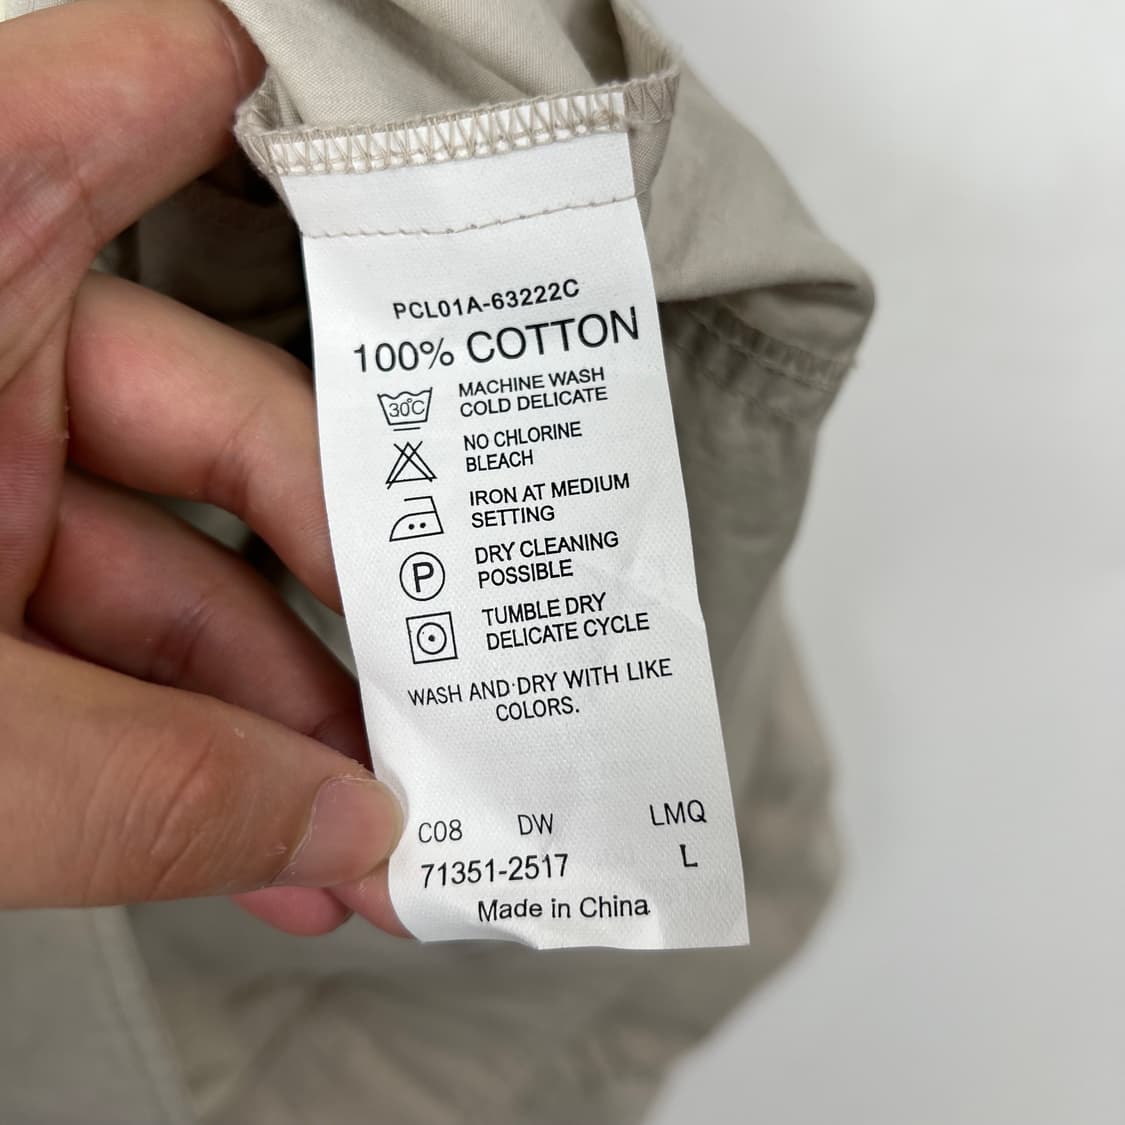 PCL01A-63222C
100% COTTON
30°C
MACHINE WASH
COLD DELICATE
NO CHLORINE
BLEACH
IRON AT MEDIUM
SETTING
P
DRY CLEANING
POSSIBLE
TUMBLE DRY
DELICATE CYCLE
WASH AND DRY WITH LIKE
COLORS.
C08 DW LMQ
71351-2517 L
Made in China